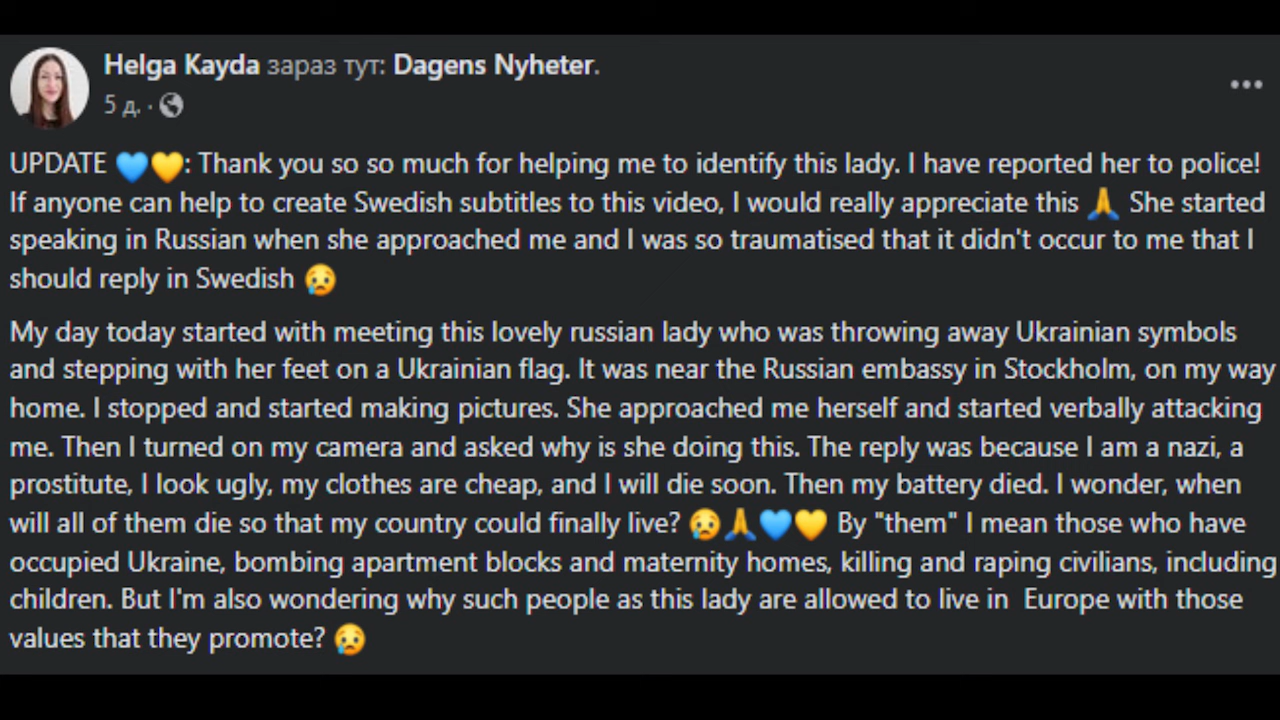 Helga Kayda зараз тут: Dagens Nyheter.
5 д. ·
UPDATE 💙💛: Thank you so so much for helping me to identify this lady. I have reported her to police!
If anyone can help to create Swedish subtitles to this video, I would really appreciate this 🙏 She started
speaking in Russian when she approached me and I was so traumatised that it didn't occur to me that I
should reply in Swedish 😢
My day today started with meeting this lovely russian lady who was throwing away Ukrainian symbols
and stepping with her feet on a Ukrainian flag. It was near the Russian embassy in Stockholm, on my way
home. I stopped and started making pictures. She approached me herself and started verbally attacking
me. Then I turned on my camera and asked why is she doing this. The reply was because I am a nazi, a
prostitute, I look ugly, my clothes are cheap, and I will die soon. Then my battery died. I wonder, when
will all of them die so that my country could finally live? 😢🙏💙💛 By "them" I mean those who have
occupied Ukraine, bombing apartment blocks and maternity homes, killing and raping civilians, including
children. But I'm also wondering why such people as this lady are allowed to live in Europe with those
values that they promote? 😢